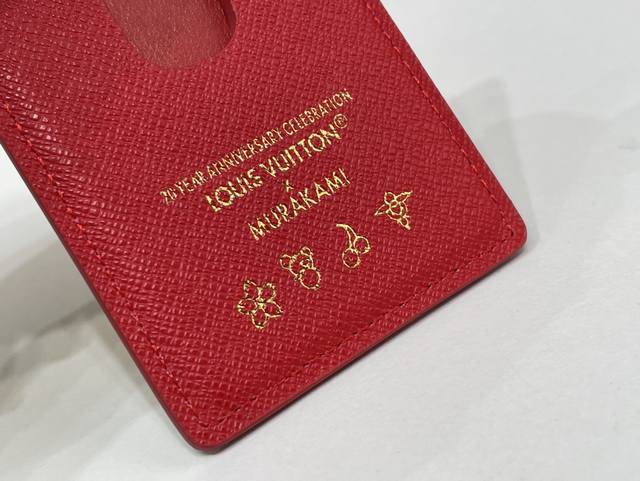 20 YEAR ANNIVERSARY CELEBRATION
LOUIS VUITTON®
x
MURAKAMI